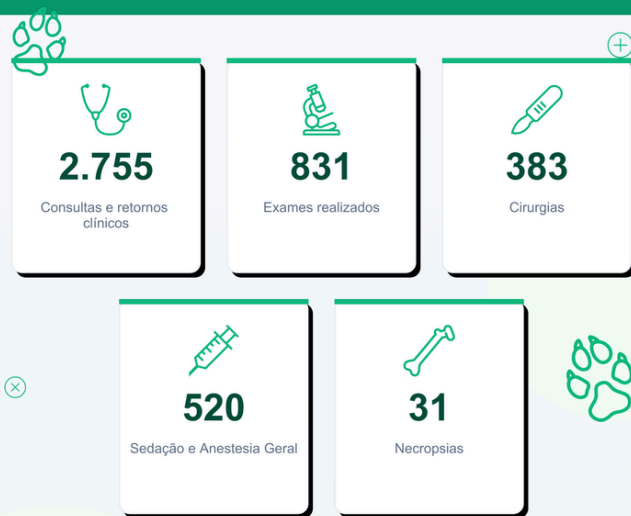 2.755
Consultas e retornos
clínicos
831
Exames realizados
383
Cirurgias
520
Sedação e Anestesia Geral
31
Necropsias